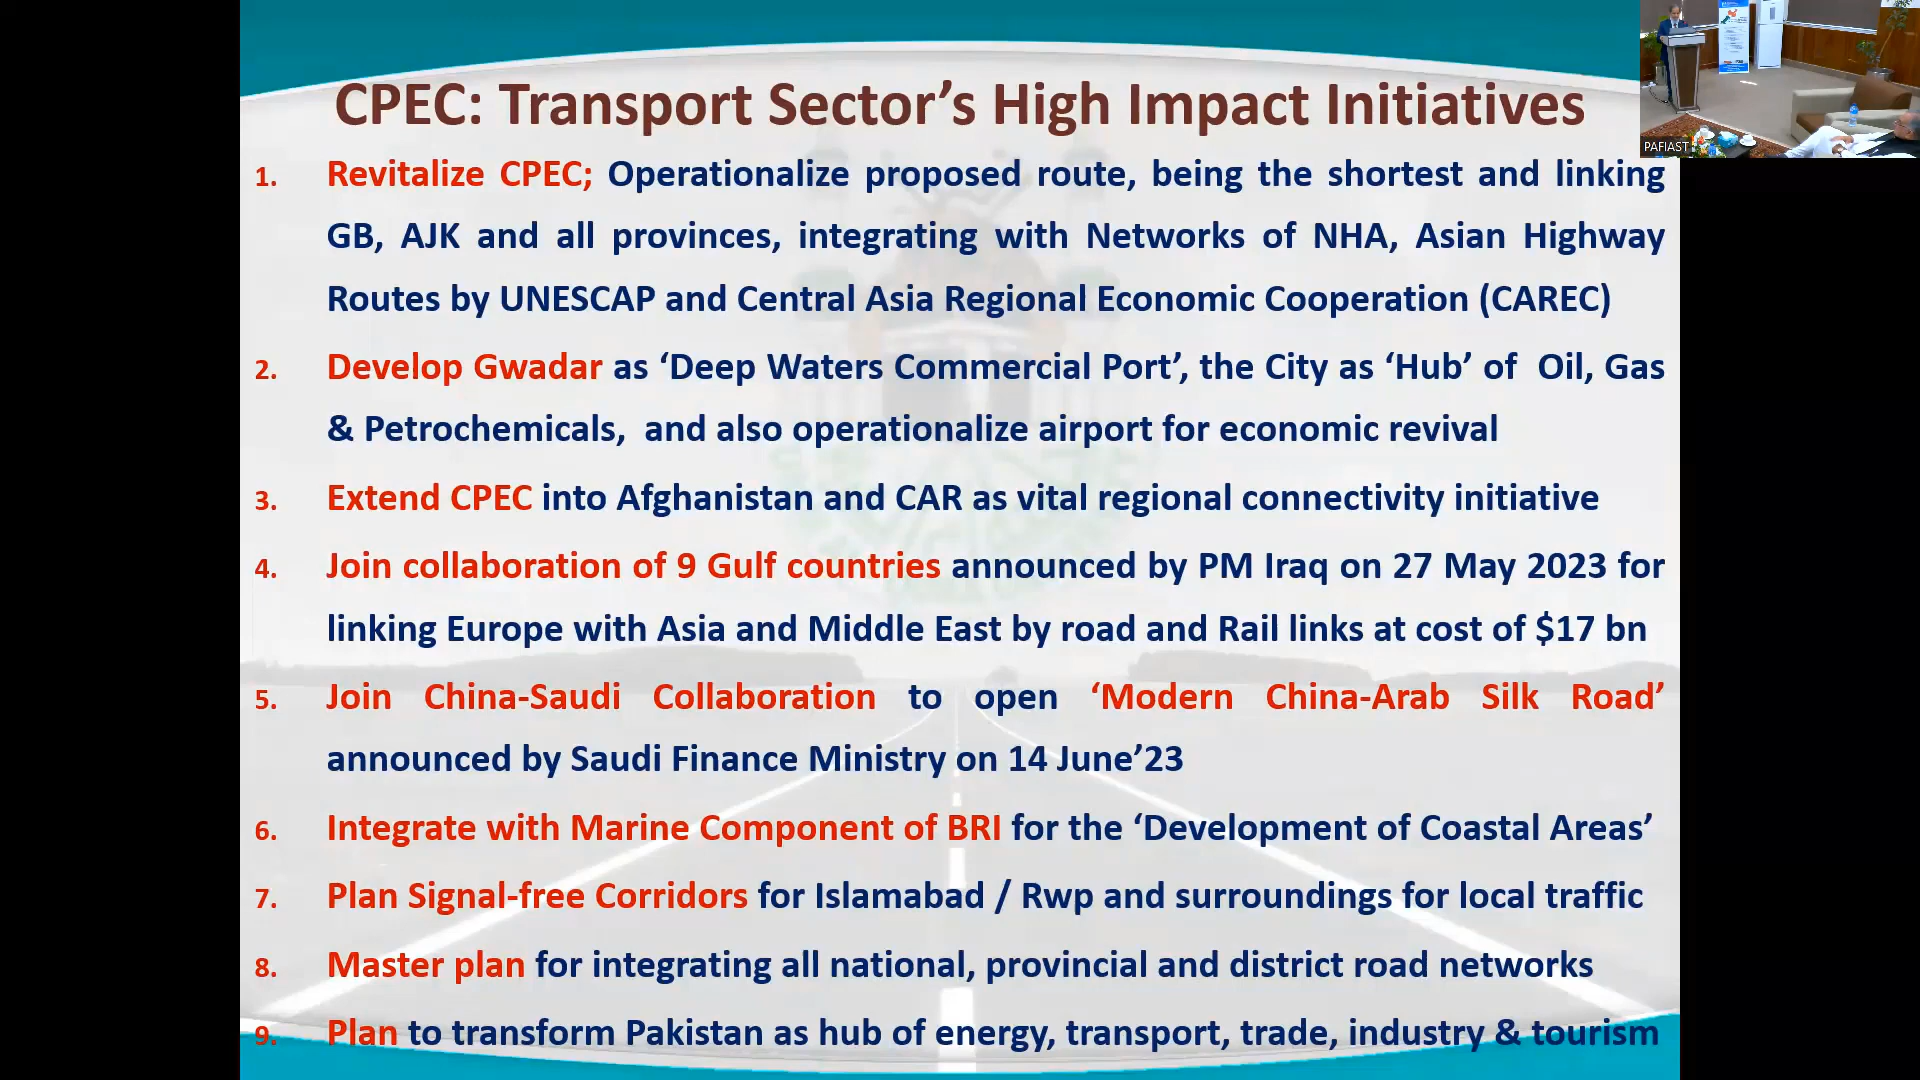 CPEC: Transport Sector’s High Impact Initiatives
PAFIAST
1. Revitalize CPEC; Operationalize proposed route, being the shortest and linking
GB, AJK and all provinces, integrating with Networks of NHA, Asian Highway
Routes by UNESCAP and Central Asia Regional Economic Cooperation (CAREC)
2. Develop Gwadar as ‘Deep Waters Commercial Port’, the City as ‘Hub’ of Oil, Gas
& Petrochemicals, and also operationalize airport for economic revival
3. Extend CPEC into Afghanistan and CAR as vital regional connectivity initiative
4. Join collaboration of 9 Gulf countries announced by PM Iraq on 27 May 2023 for
linking Europe with Asia and Middle East by road and Rail links at cost of $17 bn
5. Join China-Saudi Collaboration to open ‘Modern China-Arab Silk Road’
announced by Saudi Finance Ministry on 14 June’23
6. Integrate with Marine Component of BRI for the ‘Development of Coastal Areas’
7. Plan Signal-free Corridors for Islamabad / Rwp and surroundings for local traffic
8. Master plan for integrating all national, provincial and district road networks
9. Plan to transform Pakistan as hub of energy, transport, trade, industry & tourism